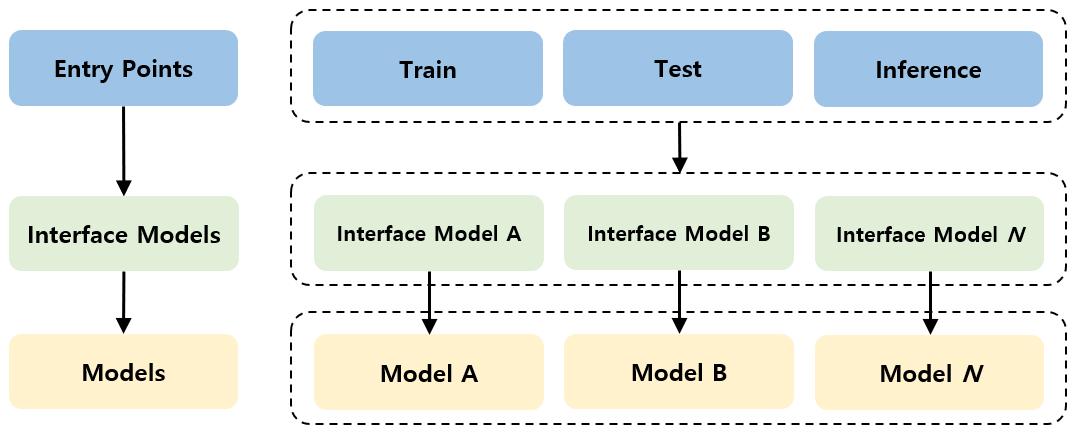 Entry Points
Train
Test
Inference
Interface Models
Interface Model A
Interface Model B
Interface Model N
Models
Model A
Model B
Model N